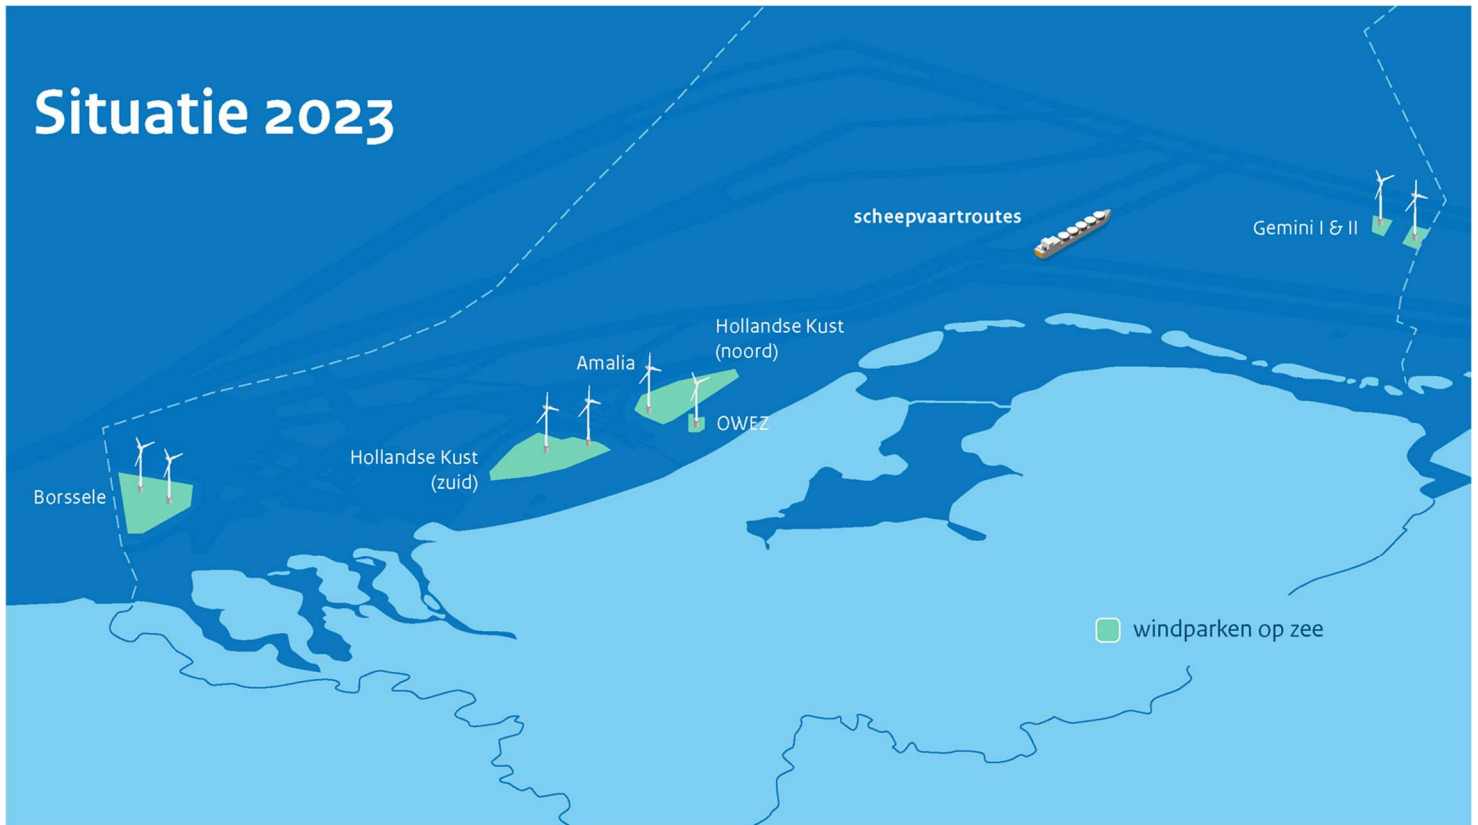 Situatie 2023
scheepvaartroutes
Gemini I & II
Hollandse Kust
(noord)
Amalia
OWEZ
Hollandse Kust
(zuid)
Borssele
windparken op zee